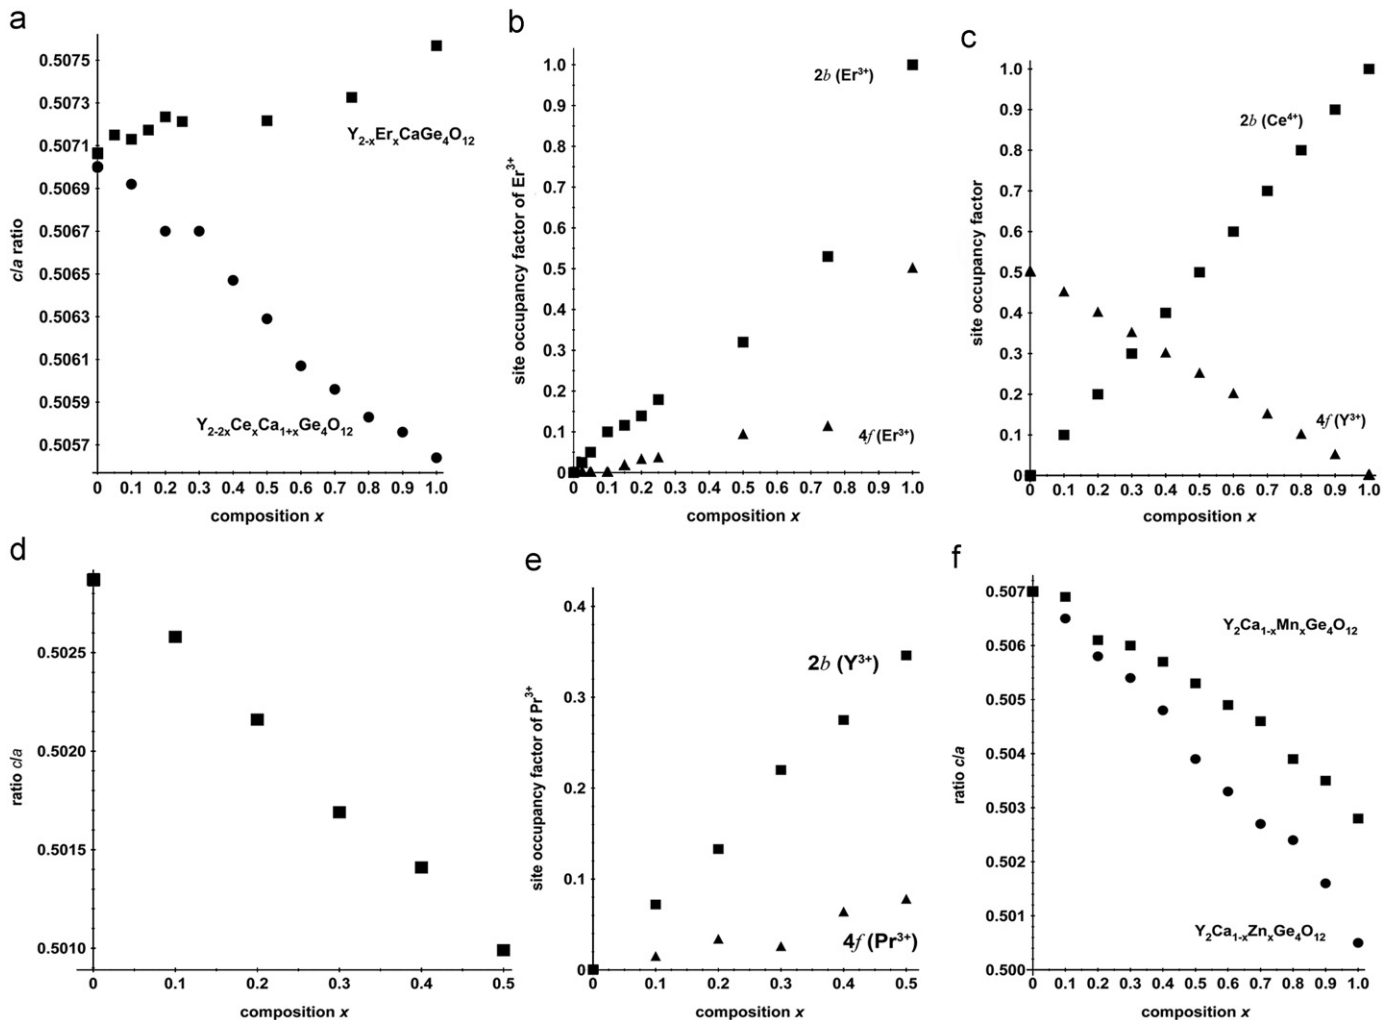 a
0.5075
0.5073
0.5071
0.5069
0.5067
0.5065
0.5063
0.5061
0.5059
0.5057
c/a ratio
Y2-xErxCaGe4O12
Y2-2xCexCa1+xGe4O12
0 0.1 0.2 0.3 0.4 0.5 0.6 0.7 0.8 0.9 1.0
composition x
b
1.0
0.9
0.8
0.7
0.6
0.5
0.4
0.3
0.2
0.1
0
site occupancy factor of Er3+
2b (Er3+)
4f (Er3+)
0 0.1 0.2 0.3 0.4 0.5 0.6 0.7 0.8 0.9 1.0
composition x
c
1.0
0.9
0.8
0.7
0.6
0.5
0.4
0.3
0.2
0.1
0
site occupancy factor
2b (Ce4+)
4f (Y3+)
0 0.1 0.2 0.3 0.4 0.5 0.6 0.7 0.8 0.9 1.0
composition x
d
0.5025
0.5020
0.5015
0.5010
ratio c/a
0 0.1 0.2 0.3 0.4 0.5
composition x
e
0.4
0.3
0.2
0.1
0
site occupancy factor of Pr3+
2b (Y3+)
4f (Pr3+)
0 0.1 0.2 0.3 0.4 0.5
composition x
f
0.507
0.506
0.505
0.504
0.503
0.502
0.501
0.500
ratio c/a
Y2Ca1-xMnxGe4O12
Y2Ca1-xZnxGe4O12
0 0.1 0.2 0.3 0.4 0.5 0.6 0.7 0.8 0.9 1.0
composition x